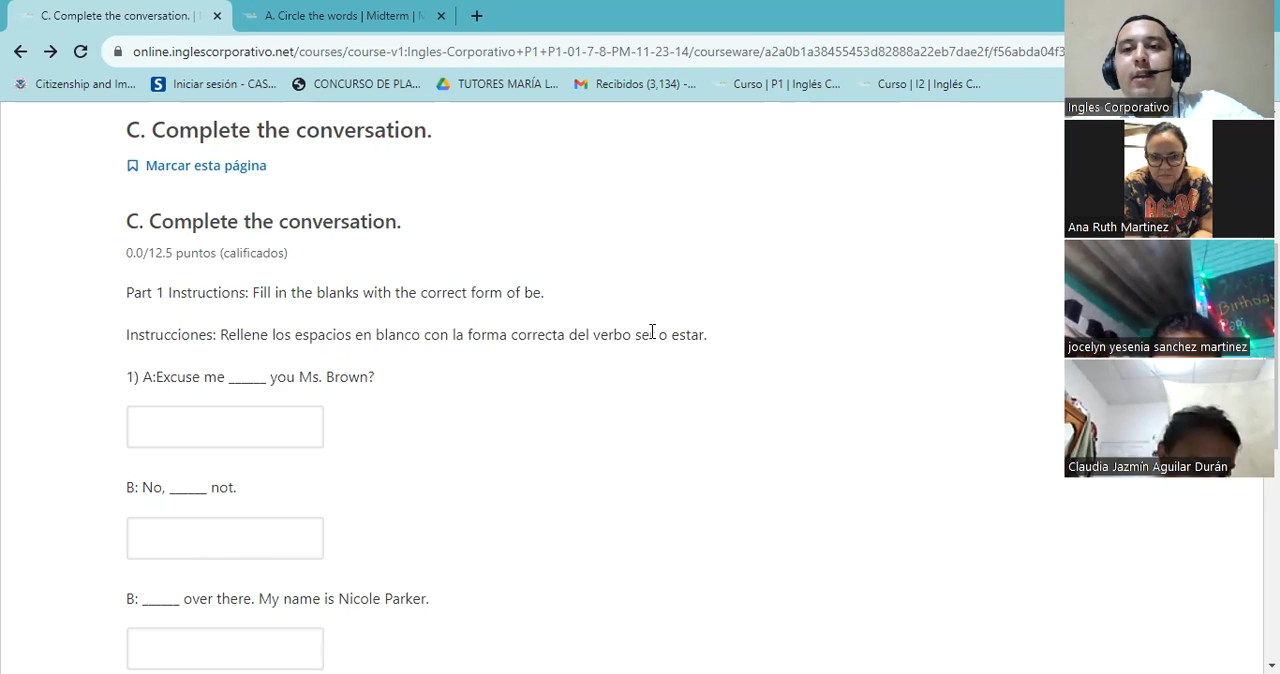 C. Complete the conversation. |
A. Circle the words | Midterm |
online.inglescorporativo.net/courses/course-v1:Ingles-Corporativo+P1+P1-01-7-8-PM-11-23-14/courseware/a2a0b1a38455453d82888a22eb7dae2f/f56abda04f3
Citizenship and Im...
Iniciar sesión - CAS...
CONCURSO DE PLA...
TUTORES MARÍA L...
Recibidos (3,134) -...
Curso | P1 | Inglés C...
Curso | I2 | Inglés C...
C. Complete the conversation.
Marcar esta página
C. Complete the conversation.
0.0/12.5 puntos (calificados)
Part 1 Instructions: Fill in the blanks with the correct form of be.
Instrucciones: Rellene los espacios en blanco con la forma correcta del verbo ser o estar.
1) A:Excuse me ______ you Ms. Brown?
B: No, ______ not.
B: ______ over there. My name is Nicole Parker.
Ingles Corporativo
Ana Ruth Martinez
Birthday
jocelyn yesenia sanchez martinez
Claudia Jazmín Aguilar Durán